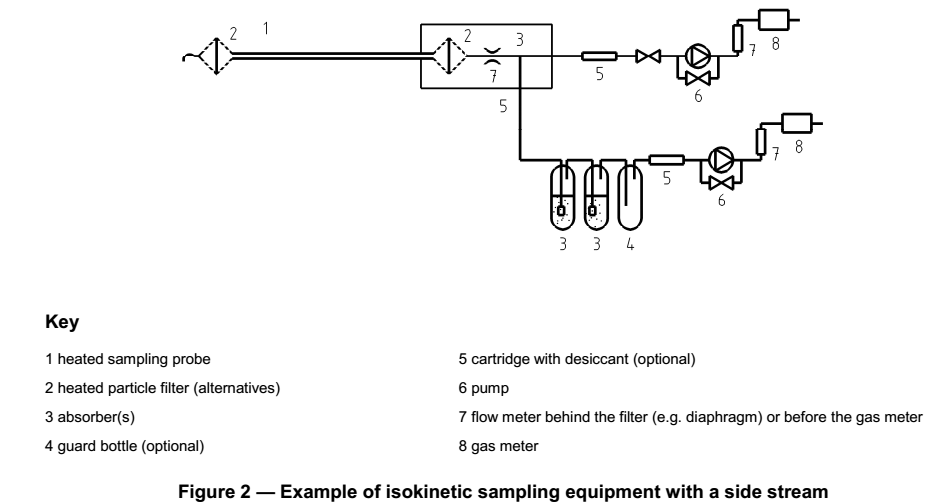 1
2
2
3
7
5
5
6
7
8
5
6
7
8
3
3
4
Key
1 heated sampling probe
2 heated particle filter (alternatives)
3 absorber(s)
4 guard bottle (optional)
5 cartridge with desiccant (optional)
6 pump
7 flow meter behind the filter (e.g. diaphragm) or before the gas meter
8 gas meter
Figure 2 — Example of isokinetic sampling equipment with a side stream